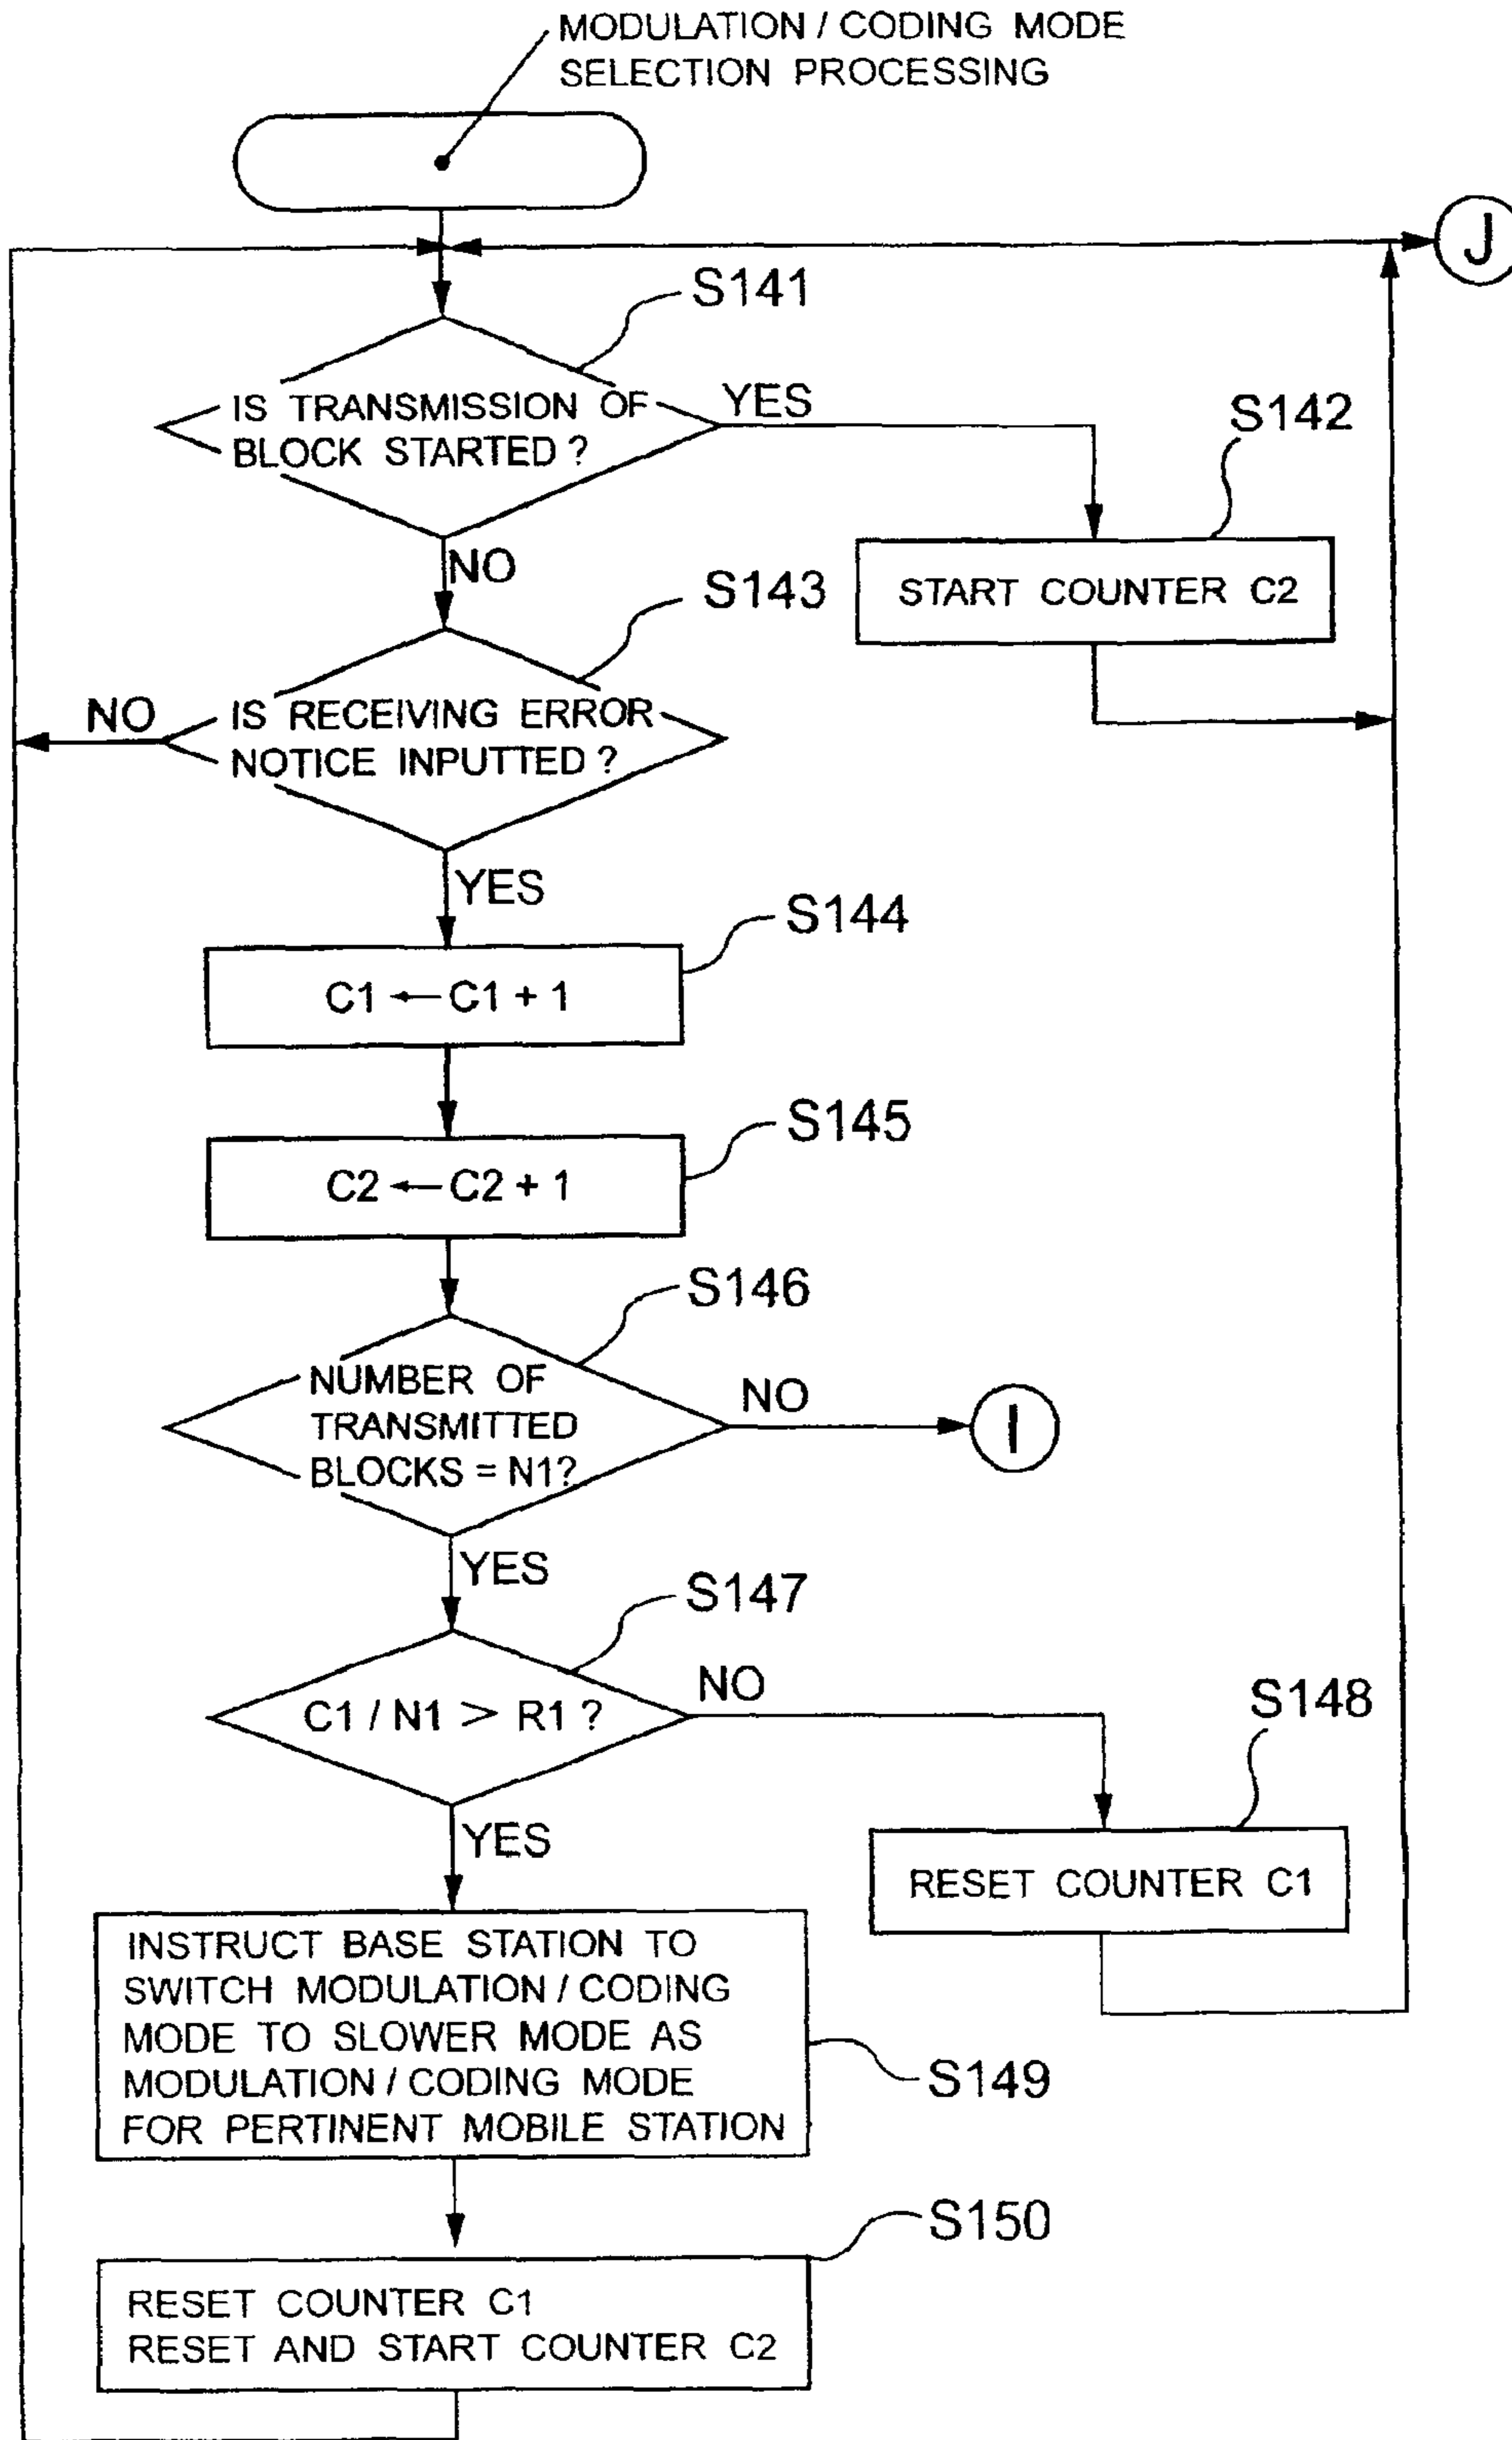 MODULATION / CODING MODE
SELECTION PROCESSING
J
S141
IS TRANSMISSION OF
BLOCK STARTED ?
YES
S142
START COUNTER C2
NO
S143
IS RECEIVING ERROR
NOTICE INPUTTED ?
NO
YES
S144
C1 ← C1 + 1
S145
C2 ← C2 + 1
S146
NUMBER OF
TRANSMITTED
BLOCKS = N1?
NO
I
YES
S147
C1 / N1 > R1 ?
NO
S148
RESET COUNTER C1
YES
INSTRUCT BASE STATION TO
SWITCH MODULATION / CODING
MODE TO SLOWER MODE AS
MODULATION / CODING MODE
FOR PERTINENT MOBILE STATION
S149
S150
RESET COUNTER C1
RESET AND START COUNTER C2